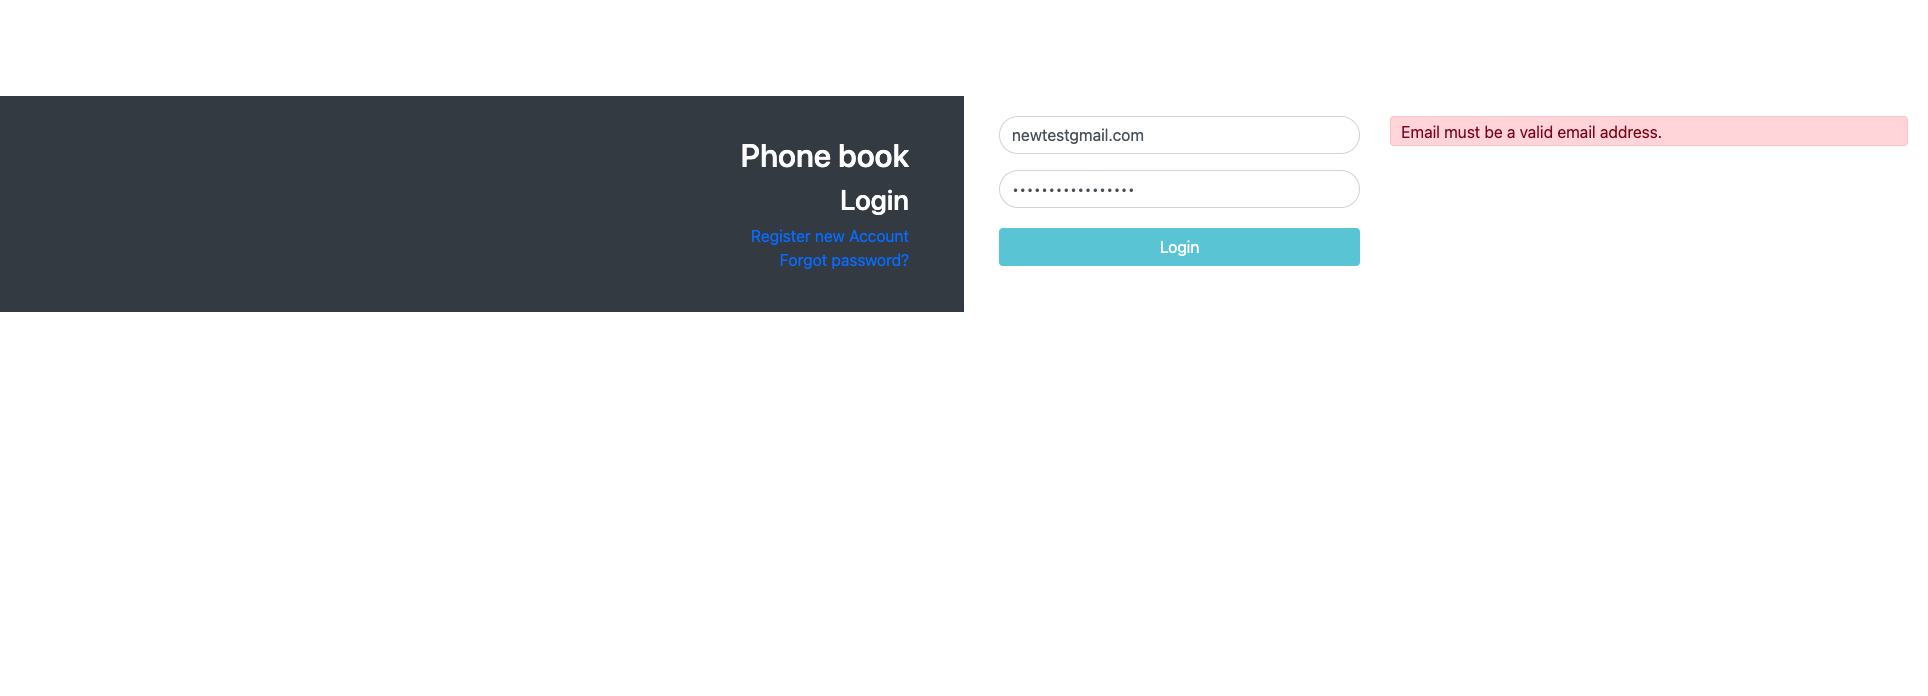 Phone book
Login
Register new Account
Forgot password?
newtestgmail.com
•••••••••••••••••
Login
Email must be a valid email address.